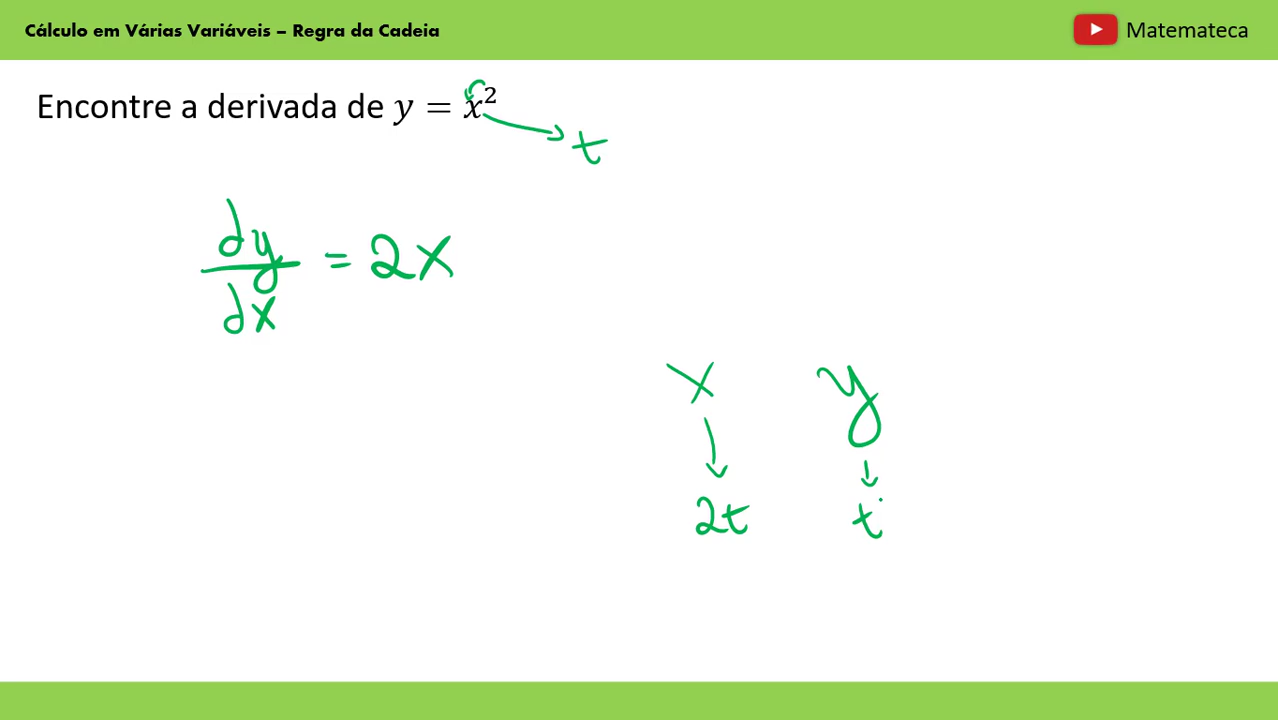 Cálculo em Várias Variáveis – Regra da Cadeia
Matemateca
Encontre a derivada de y = x²
t
dy/dx = 2x
x y
2t t